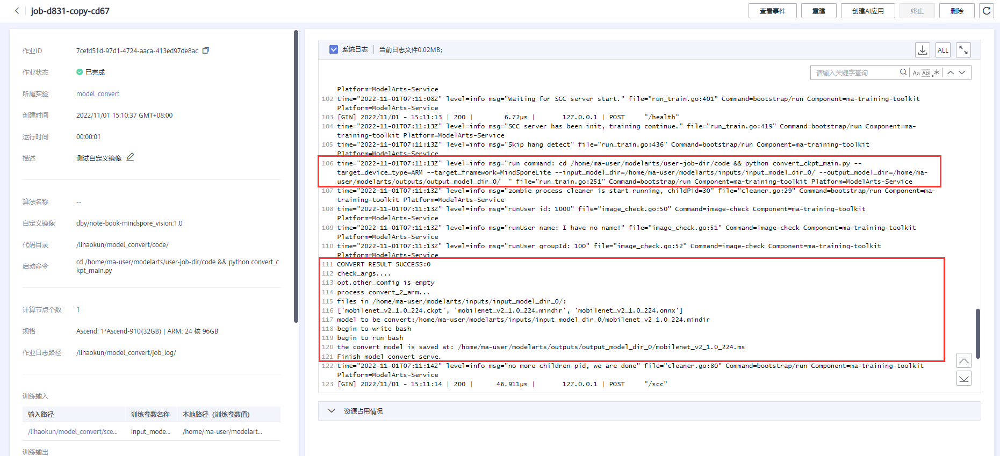 job-d831-copy-cd67
查看事件
重建
创建AI应用
终止
删除
作业ID
7cefd51d-97d1-4724-aaca-413ed97de8ac
作业状态
已完成
所属实验
model_convert
创建时间
2022/11/01 15:10:37 GMT+08:00
运行时间
00:00:01
描述
测试自定义镜像
算法名称
--
自定义镜像
dby/note-book-mindspore_vision:1.0
代码目录
/lihaokun/model_convert/code/
启动命令
cd /home/ma-user/modelarts/user-job-dir/code && python convert_c
kpt_main.py
计算节点个数
1
规格
Ascend: 1*Ascend-910(32GB) | ARM: 24 核 96GB
作业日志路径
/lihaokun/model_convert/job_log/
训练输入
输入路径 训练参数名称 本地路径（训练参数值）
/lihaokun/model_convert/sce... input_mode... /home/ma-user/modelart...
训练输出
系统日志 当前日志文件0.02MB;
ALL
请输入关键字查询
Aa Ab| .*
Platform=ModelArts-Service
102 time="2022-11-01T07:11:08Z" level=info msg="Waiting for SCC server start." file="run_train.go:401" Command=bootstrap/run Component=ma-training-toolkit
Platform=ModelArts-Service
103 [GIN] 2022/11/01 - 15:11:13 | 200 | 6.72µs | 127.0.0.1 | POST "/health"
104 time="2022-11-01T07:11:13Z" level=info msg="SCC server has been init, training continue." file="run_train.go:419" Command=bootstrap/run Component=ma-
training-toolkit Platform=ModelArts-Service
105 time="2022-11-01T07:11:13Z" level=info msg="Skip hang detect" file="run_train.go:436" Command=bootstrap/run Component=ma-training-toolkit
Platform=ModelArts-Service
106 time="2022-11-01T07:11:13Z" level=info msg="run command: cd /home/ma-user/modelarts/user-job-dir/code && python convert_ckpt_main.py --
target_device_type=ARM --target_framework=MindSporeLite --input_model_dir=/home/ma-user/modelarts/inputs/input_model_dir_0/ --output_model_dir=/home/ma-
user/modelarts/outputs/output_model_dir_0/ " file="run_train.go:251" Command=bootstrap/run Component=ma-training-toolkit Platform=ModelArts-Service
107 time="2022-11-01T07:11:13Z" level=info msg="zombie process cleaner is start running, childPid=30" file="cleaner.go:29" Command=bootstrap/run Component=ma-
training-toolkit Platform=ModelArts-Service
108 time="2022-11-01T07:11:13Z" level=info msg="runUser id: 1000" file="image_check.go:50" Command=image-check Component=ma-training-toolkit
Platform=ModelArts-Service
109 time="2022-11-01T07:11:13Z" level=info msg="runUser name: I have no name!" file="image_check.go:51" Command=image-check Component=ma-training-toolkit
Platform=ModelArts-Service
110 time="2022-11-01T07:11:13Z" level=info msg="runUser groupId: 100" file="image_check.go:52" Command=image-check Component=ma-training-toolkit
Platform=ModelArts-Service
111 CONVERT RESULT SUCCESS:0
112 check_args....
113 opt.other_config is empty
114 process convert_2_arm...
115 files in /home/ma-user/modelarts/inputs/input_model_dir_0/:
116 ['mobilenet_v2_1.0_224.ckpt', 'mobilenet_v2_1.0_224.mindir', 'mobilenet_v2_1.0_224.onnx']
117 model to be convert:/home/ma-user/modelarts/inputs/input_model_dir_0/mobilenet_v2_1.0_224.mindir
118 begin to write bash
119 begin to run bash
120 the convert model is saved at: /home/ma-user/modelarts/outputs/output_model_dir_0/mobilenet_v2_1.0_224.ms
121 Finish model convert serve.
122 time="2022-11-01T07:11:14Z" level=info msg="no more children pid, we are done" file="cleaner.go:80" Command=bootstrap/run Component=ma-training-toolkit
Platform=ModelArts-Service
123 [GIN] 2022/11/01 - 15:11:14 | 200 | 46.911µs | 127.0.0.1 | POST "/scc"
资源占用情况